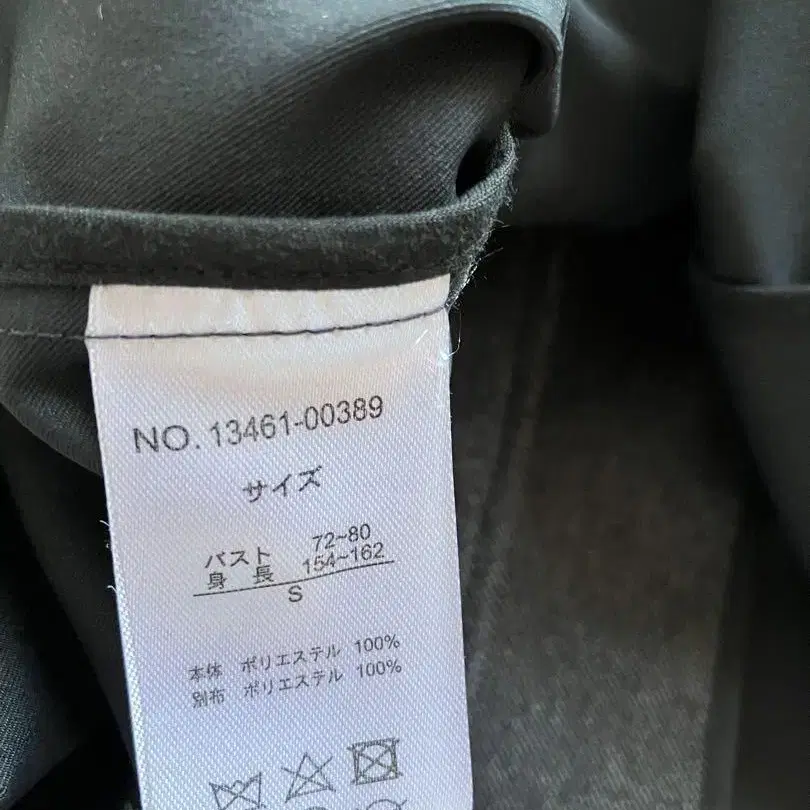 NO. 13461-00389
サイズ
バスト 72~80
身 長 154~162
S
本体 ポリエステル 100%
別布 ポリエステル 100%